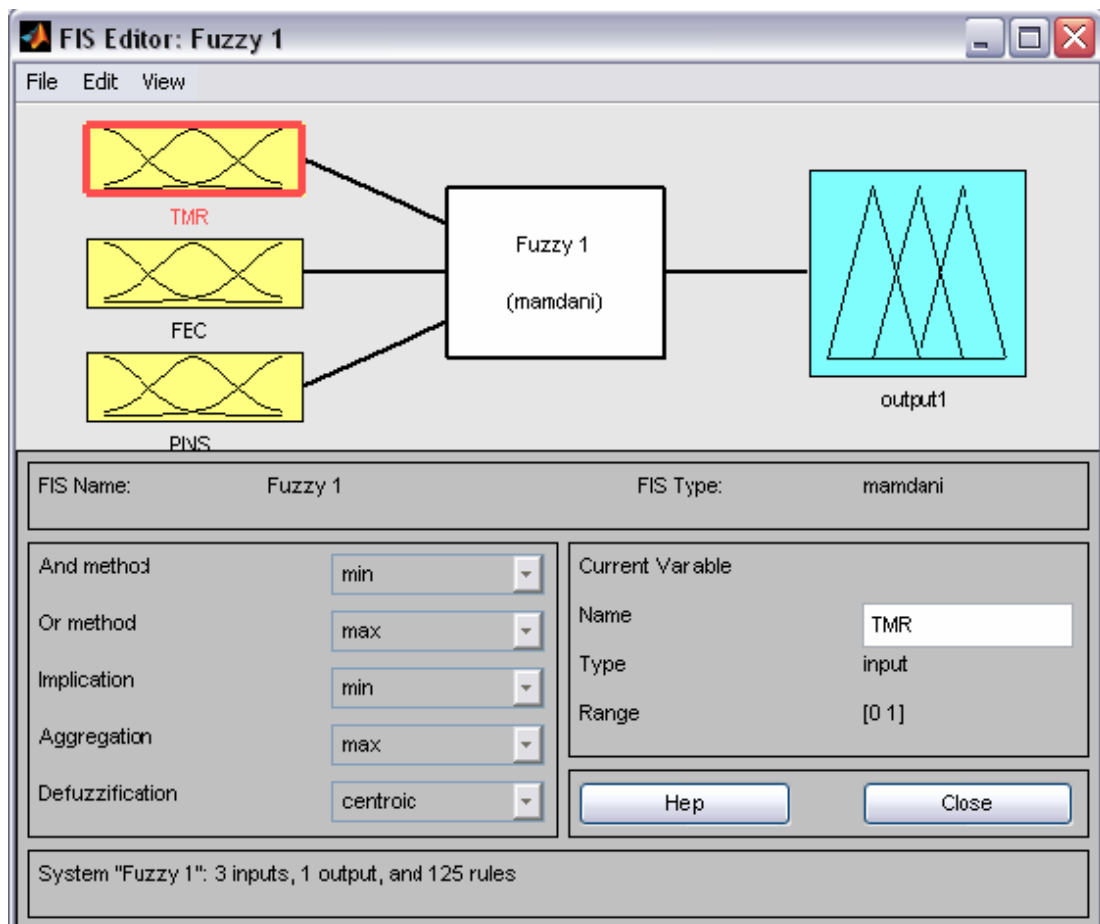 FIS Editor: Fuzzy 1
File Edit View
TMR
FEC
PINS
Fuzzy 1
(mamdani)
output1
FIS Name: Fuzzy 1 FIS Type: mamdani
And method min
Or method max
Implication min
Aggregation max
Defuzzification centroic
Current Variable
Name TMR
Type input
Range [0 1]
Hep Close
System "Fuzzy 1": 3 inputs, 1 output, and 125 rules